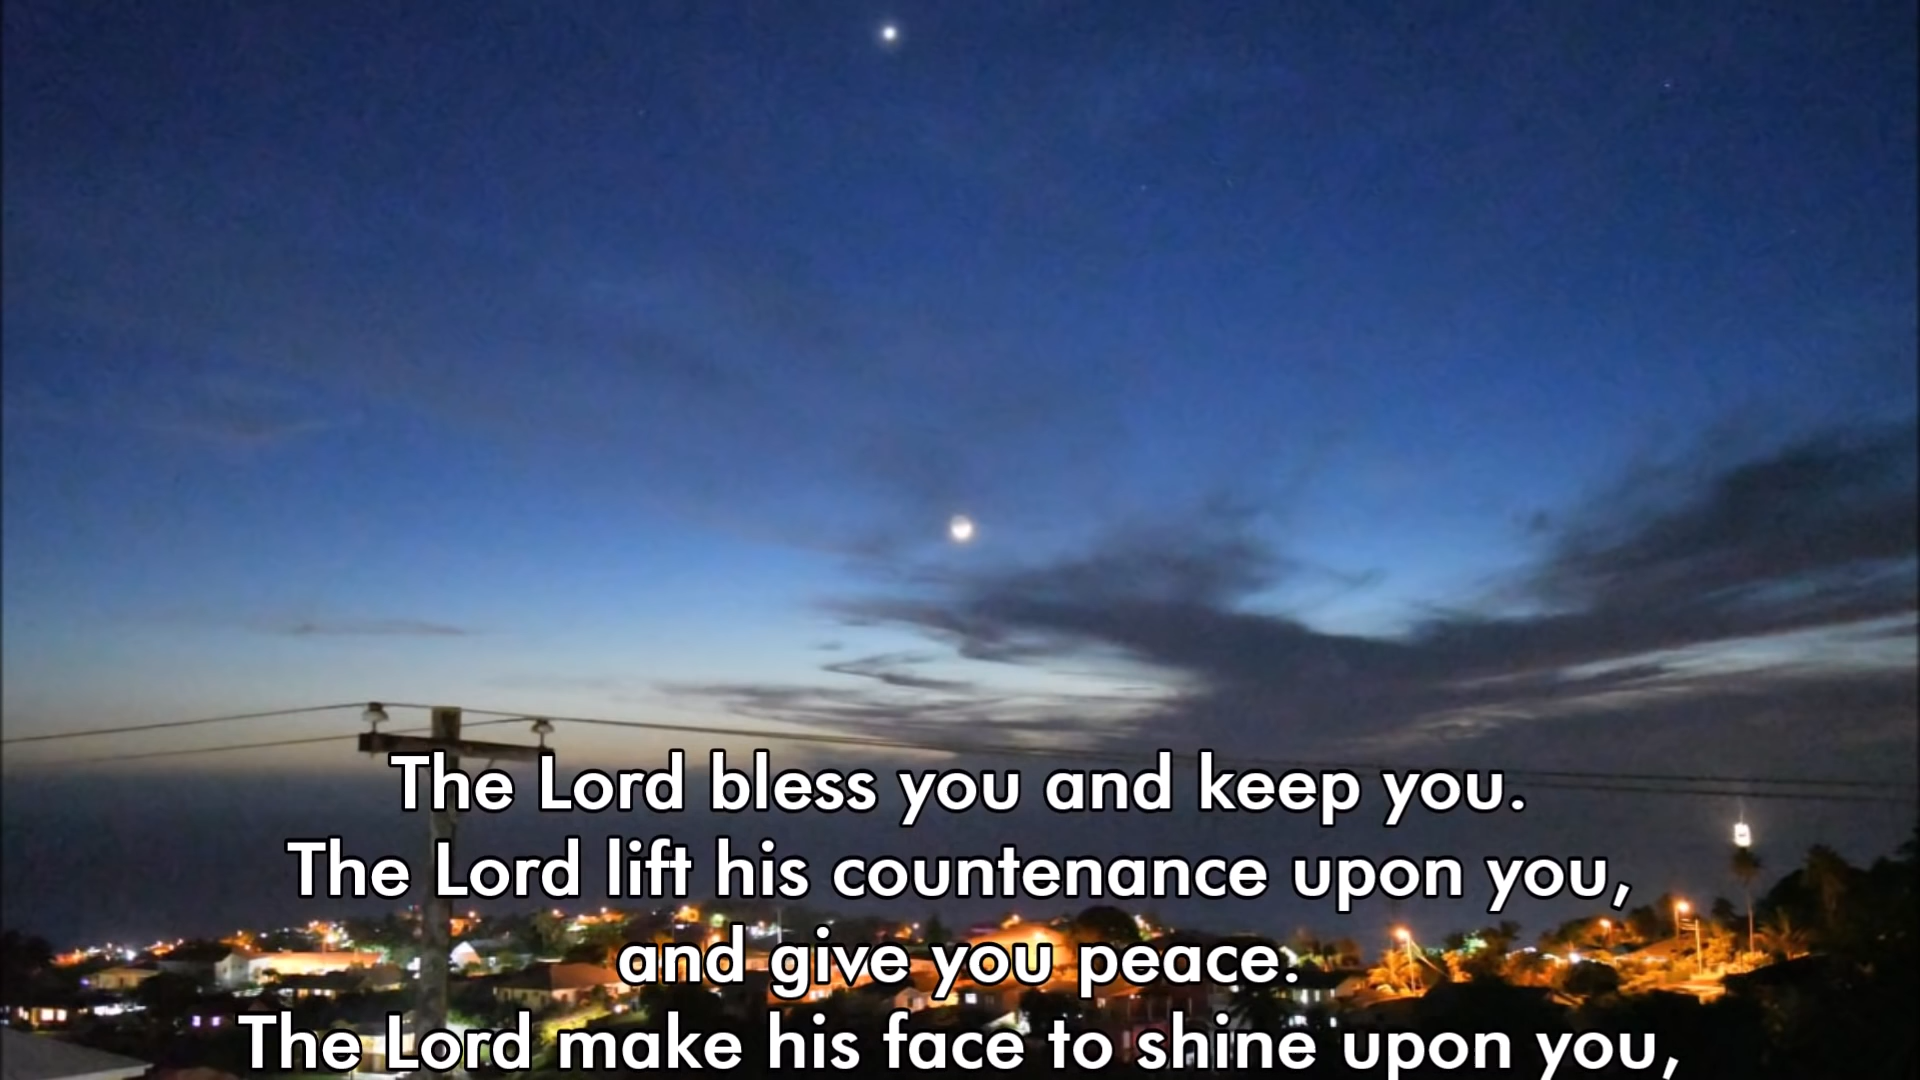 The Lord bless you and keep you.
The Lord lift his countenance upon you,
and give you peace.
The Lord make his face to shine upon you,